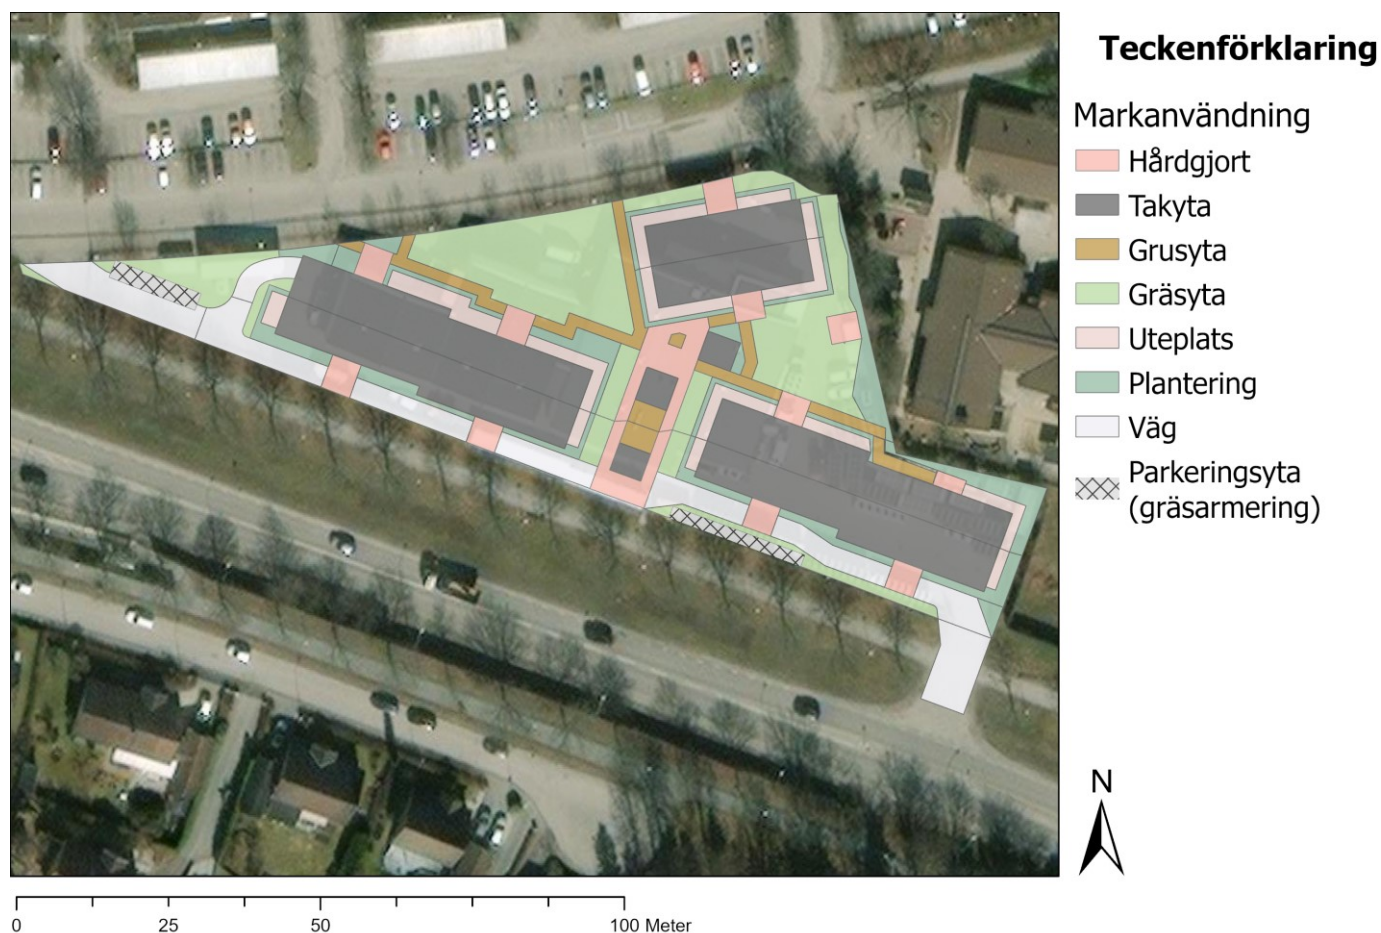 Teckenförklaring
Markanvändning
Hårdgjort
Takyta
Grusyta
Gräsyta
Uteplats
Plantering
Väg
Parkeringsyta
(gräsarmering)
N
0 25 50 100 Meter